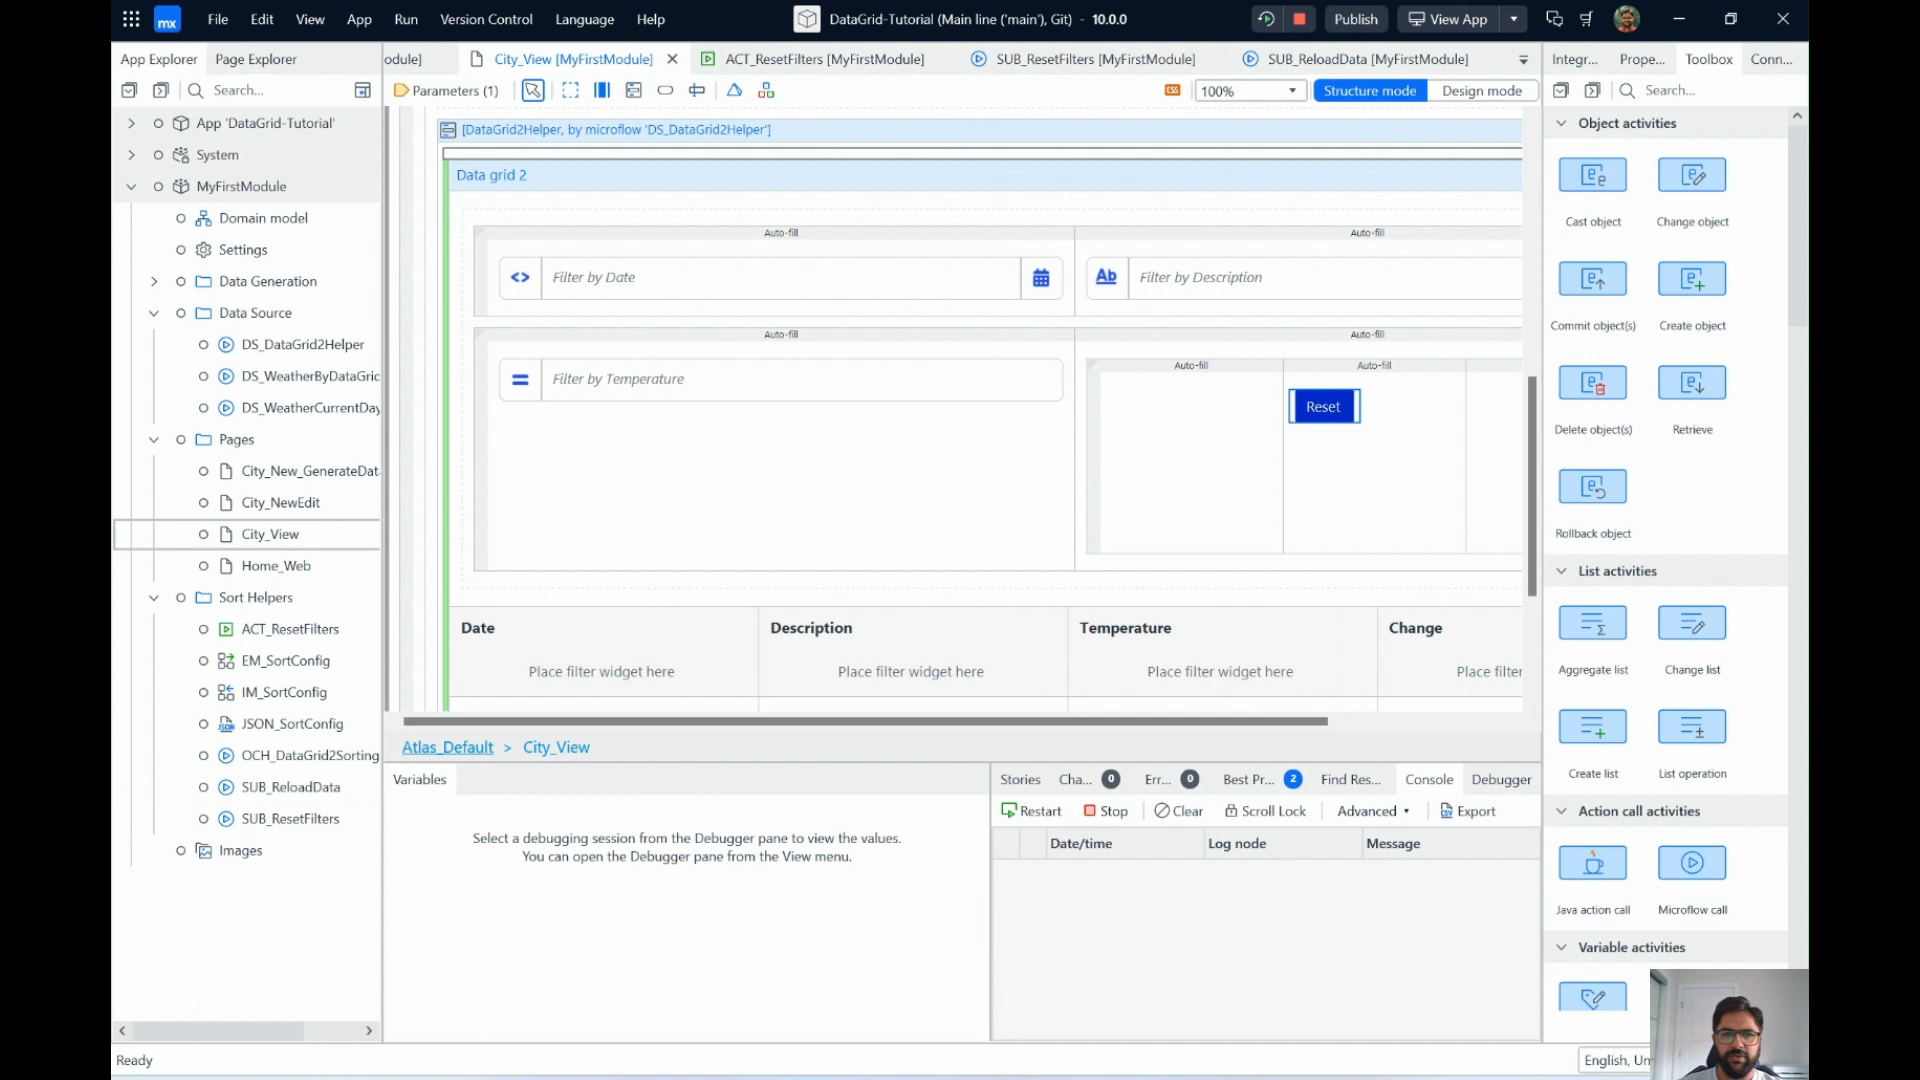 mx File Edit View App Run Version Control Language Help
DataGrid-Tutorial (Main line ('main'), Git) - 10.0.0
Publish View App
App Explorer Page Explorer
odule] City_View [MyFirstModule] ACT_ResetFilters [MyFirstModule] SUB_ResetFilters [MyFirstModule] SUB_ReloadData [MyFirstModule]
Integr... Prope... Toolbox Conn...
Search...
Parameters (1) CSS 100% Structure mode Design mode
Search...
App 'DataGrid-Tutorial'
System
MyFirstModule
Domain model
Settings
Data Generation
Data Source
DS_DataGrid2Helper
DS_WeatherByDataGric
DS_WeatherCurrentDay
Pages
City_New_GenerateDat
City_NewEdit
City_View
Home_Web
Sort Helpers
ACT_ResetFilters
EM_SortConfig
IM_SortConfig
JSON_SortConfig
OCH_DataGrid2Sorting
SUB_ReloadData
SUB_ResetFilters
Images
[DataGrid2Helper, by microflow 'DS_DataGrid2Helper']
Data grid 2
Auto-fill Auto-fill
<> Filter by Date Ab Filter by Description
Auto-fill Auto-fill
= Filter by Temperature
Auto-fill Auto-fill
Reset
Date Description Temperature Change
Place filter widget here Place filter widget here Place filter widget here Place filter
Atlas_Default > City_View
Variables
Select a debugging session from the Debugger pane to view the values.
You can open the Debugger pane from the View menu.
Stories Cha... 0 Err... 0 Best Pr... 2 Find Res... Console Debugger
Restart Stop Clear Scroll Lock Advanced Export
Date/time Log node Message
Object activities
Cast object Change object
Commit object(s) Create object
Delete object(s) Retrieve
Rollback object
List activities
Aggregate list Change list
Create list List operation
Action call activities
Java action call Microflow call
Variable activities
Ready
English, Un